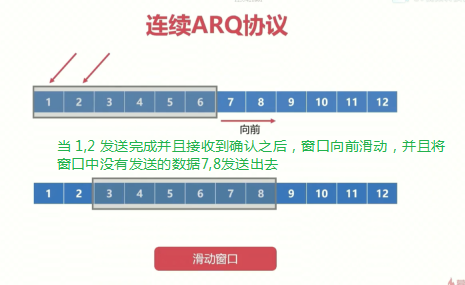 连续ARQ协议
1 2 3 4 5 6 7 8 9 10 11 12
向前
当 1,2 发送完成并且接收到确认之后，窗口向前滑动，并且将
窗口中没有发送的数据7,8发送出去
1 2 3 4 5 6 7 8 9 10 11 12
滑动窗口